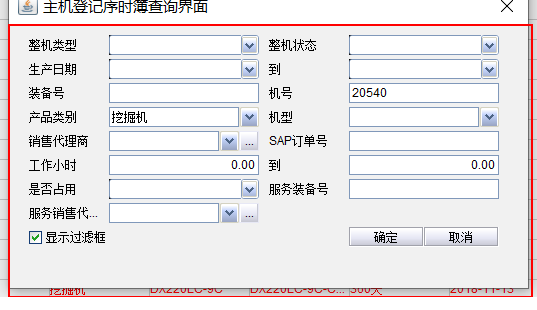 主机登记序时簿查询界面
整机类型 整机状态
生产日期 到
装备号 机号 20540
产品类别 挖掘机 机型
销售代理商 ... SAP订单号
工作小时 0.00 到 0.00
是否占用 服务装备号
服务销售代... ...
显示过滤框 确定 取消
挖掘机 DX220LC-9C DX220LC-9C-C... 360天 2018-11-13